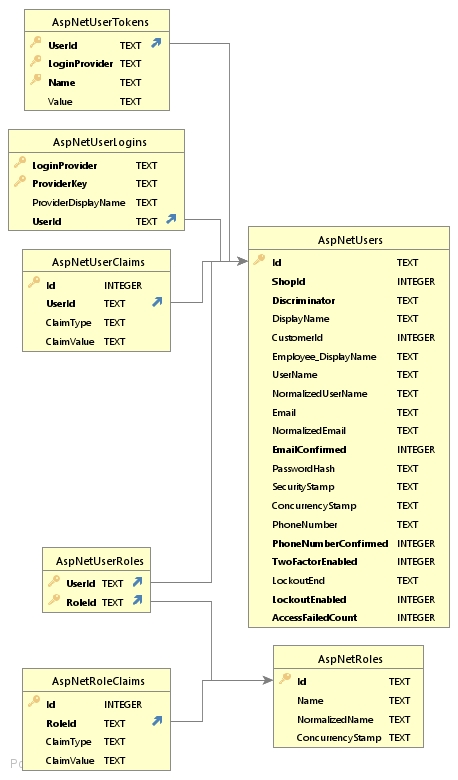 AspNetUserTokens
UserId TEXT
LoginProvider TEXT
Name TEXT
Value TEXT
AspNetUserLogins
LoginProvider TEXT
ProviderKey TEXT
ProviderDisplayName TEXT
UserId TEXT
AspNetUserClaims
Id INTEGER
UserId TEXT
ClaimType TEXT
ClaimValue TEXT
AspNetUsers
Id TEXT
ShopId INTEGER
Discriminator TEXT
DisplayName TEXT
CustomerId INTEGER
Employee_DisplayName TEXT
UserName TEXT
NormalizedUserName TEXT
Email TEXT
NormalizedEmail TEXT
EmailConfirmed INTEGER
PasswordHash TEXT
SecurityStamp TEXT
ConcurrencyStamp TEXT
PhoneNumber TEXT
PhoneNumberConfirmed INTEGER
TwoFactorEnabled INTEGER
LockoutEnd TEXT
LockoutEnabled INTEGER
AccessFailedCount INTEGER
AspNetUserRoles
UserId TEXT
RoleId TEXT
AspNetRoleClaims
Id INTEGER
RoleId TEXT
ClaimType TEXT
ClaimValue TEXT
AspNetRoles
Id TEXT
Name TEXT
NormalizedName TEXT
ConcurrencyStamp TEXT